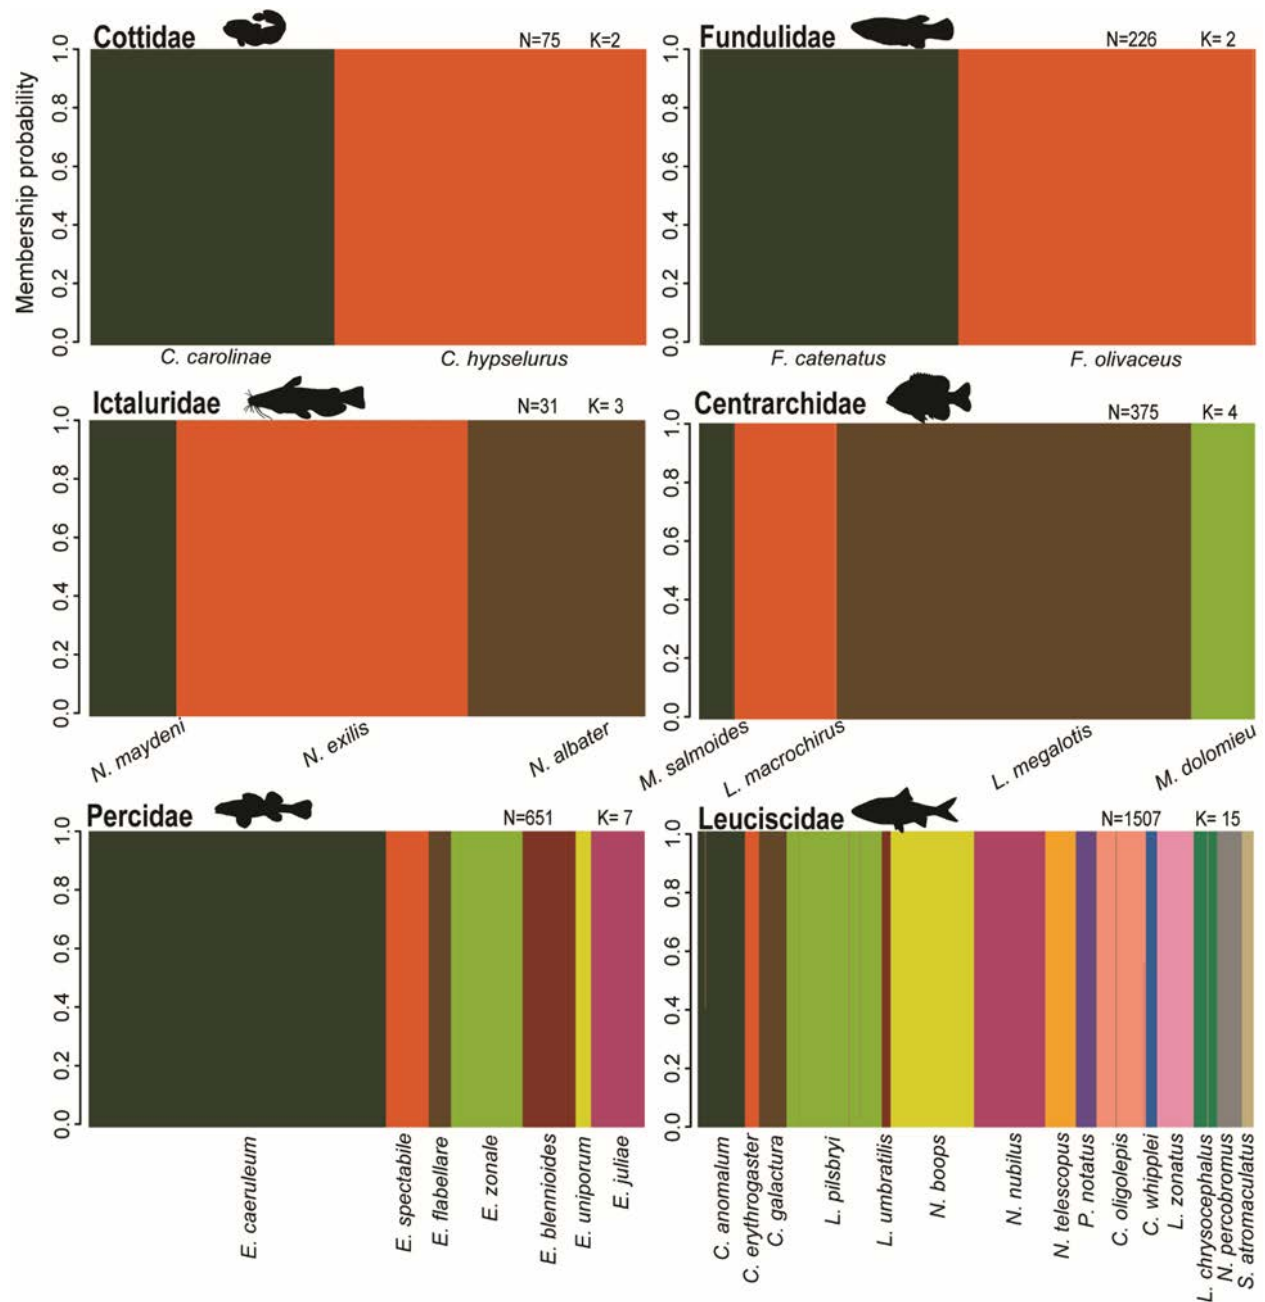 Cottidae
N=75 K=2
Membership probability
0.0 0.2 0.4 0.6 0.8 1.0
C. carolinae
C. hypselurus
Fundulidae
N=226 K= 2
0.0 0.2 0.4 0.6 0.8 1.0
F. catenatus
F. olivaceus
Ictaluridae
N=31 K= 3
0.0 0.2 0.4 0.6 0.8 1.0
N. maydeni
N. exilis
N. albater
Centrarchidae
N=375 K= 4
0.0 0.2 0.4 0.6 0.8 1.0
M. salmoides
L. macrochirus
L. megalotis
M. dolomieu
Percidae
N=651 K= 7
0.0 0.2 0.4 0.6 0.8 1.0
E. caeruleum
E. spectabile
E. flabellare
E. zonale
E. blennioides
E. uniporum
E. juliae
Leuciscidae
N=1507 K= 15
0.0 0.2 0.4 0.6 0.8 1.0
C. anomalum
C. erythrogaster
C. galactura
L. pilsbryi
L. umbratilis
N. boops
N. nubilus
N. telescopus
P. notatus
C. oligolepis
C. whipplei
L. zonatus
L. chrysocephalus
N. percobromus
S. atromaculatus